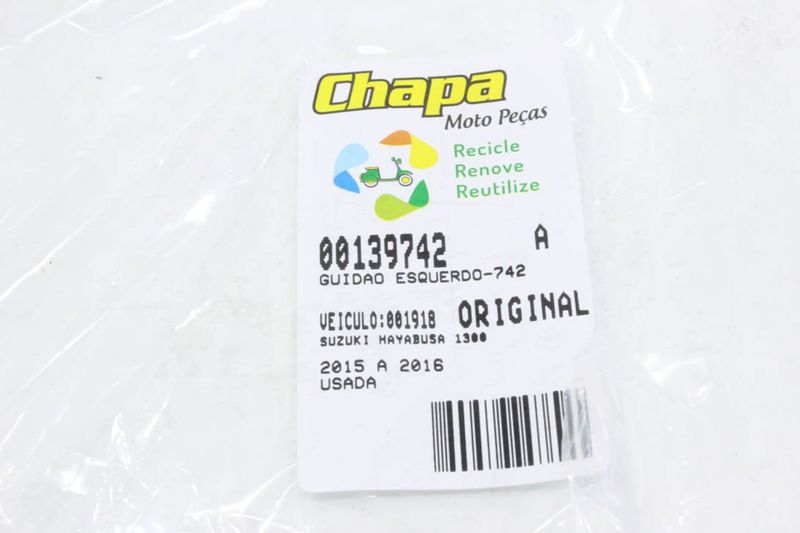 Chapa
Moto Peças
Recicle
Renove
Reutilize
00139742 A
GUIDAO ESQUERDO-742
VEICULO:001918 ORIGINAL
SUZUKI HAYABUSA 1300
2015 A 2016
USADA